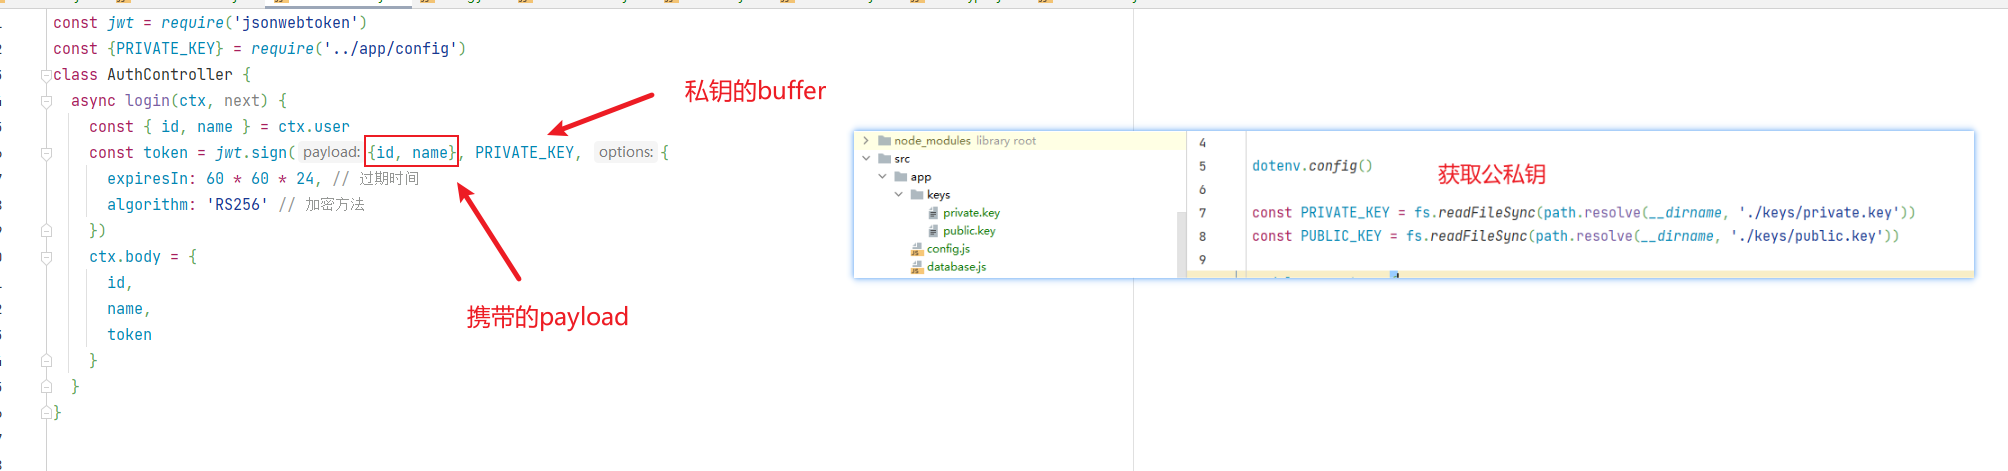 const jwt = require('jsonwebtoken')
const {PRIVATE_KEY} = require('../app/config')
class AuthController {
async login(ctx, next) {
const { id, name } = ctx.user
const token = jwt.sign( payload: {id, name}, PRIVATE_KEY, options: {
expiresIn: 60 * 60 * 24, // 过期时间
algorithm: 'RS256' // 加密方法
})
ctx.body = {
id,
name,
token
}
}
}
私钥的buffer
携带的payload
node_modules library root
src
app
keys
private.key
public.key
config.js
database.js
4
5 dotenv.config()
6
7 const PRIVATE_KEY = fs.readFileSync(path.resolve(__dirname, './keys/private.key'))
8 const PUBLIC_KEY = fs.readFileSync(path.resolve(__dirname, './keys/public.key'))
9
获取公私钥